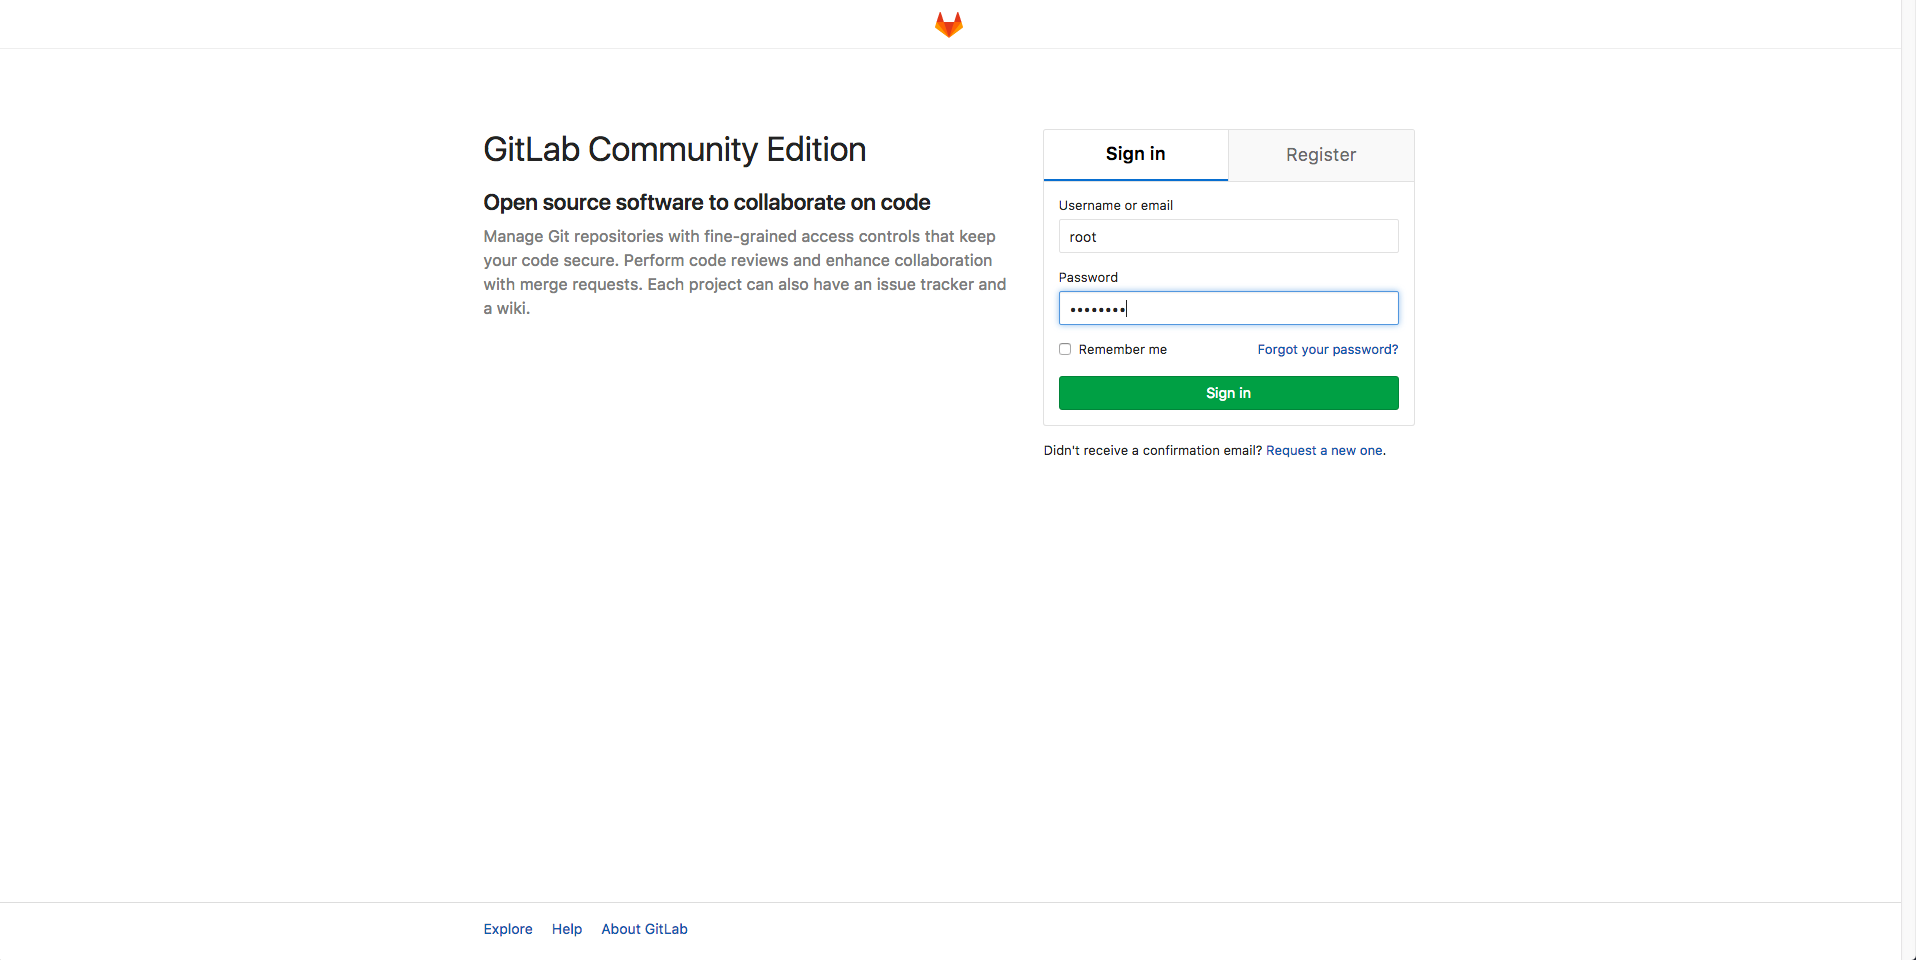 GitLab Community Edition
Open source software to collaborate on code
Manage Git repositories with fine-grained access controls that keep
your code secure. Perform code reviews and enhance collaboration
with merge requests. Each project can also have an issue tracker and
a wiki.
Sign in
Register
Username or email
root
Password
••••••••
Remember me
Forgot your password?
Sign in
Didn't receive a confirmation email? Request a new one.
Explore
Help
About GitLab